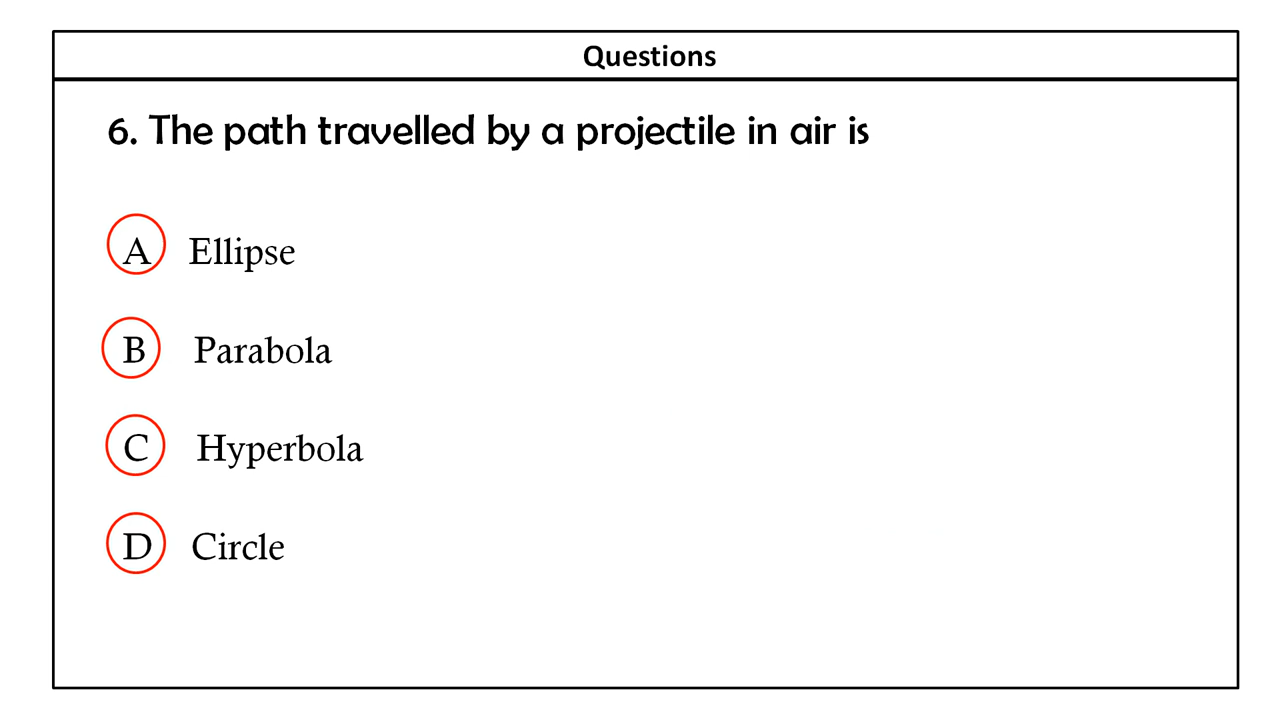 Questions
6. The path travelled by a projectile in air is
A Ellipse
B Parabola
C Hyperbola
D Circle